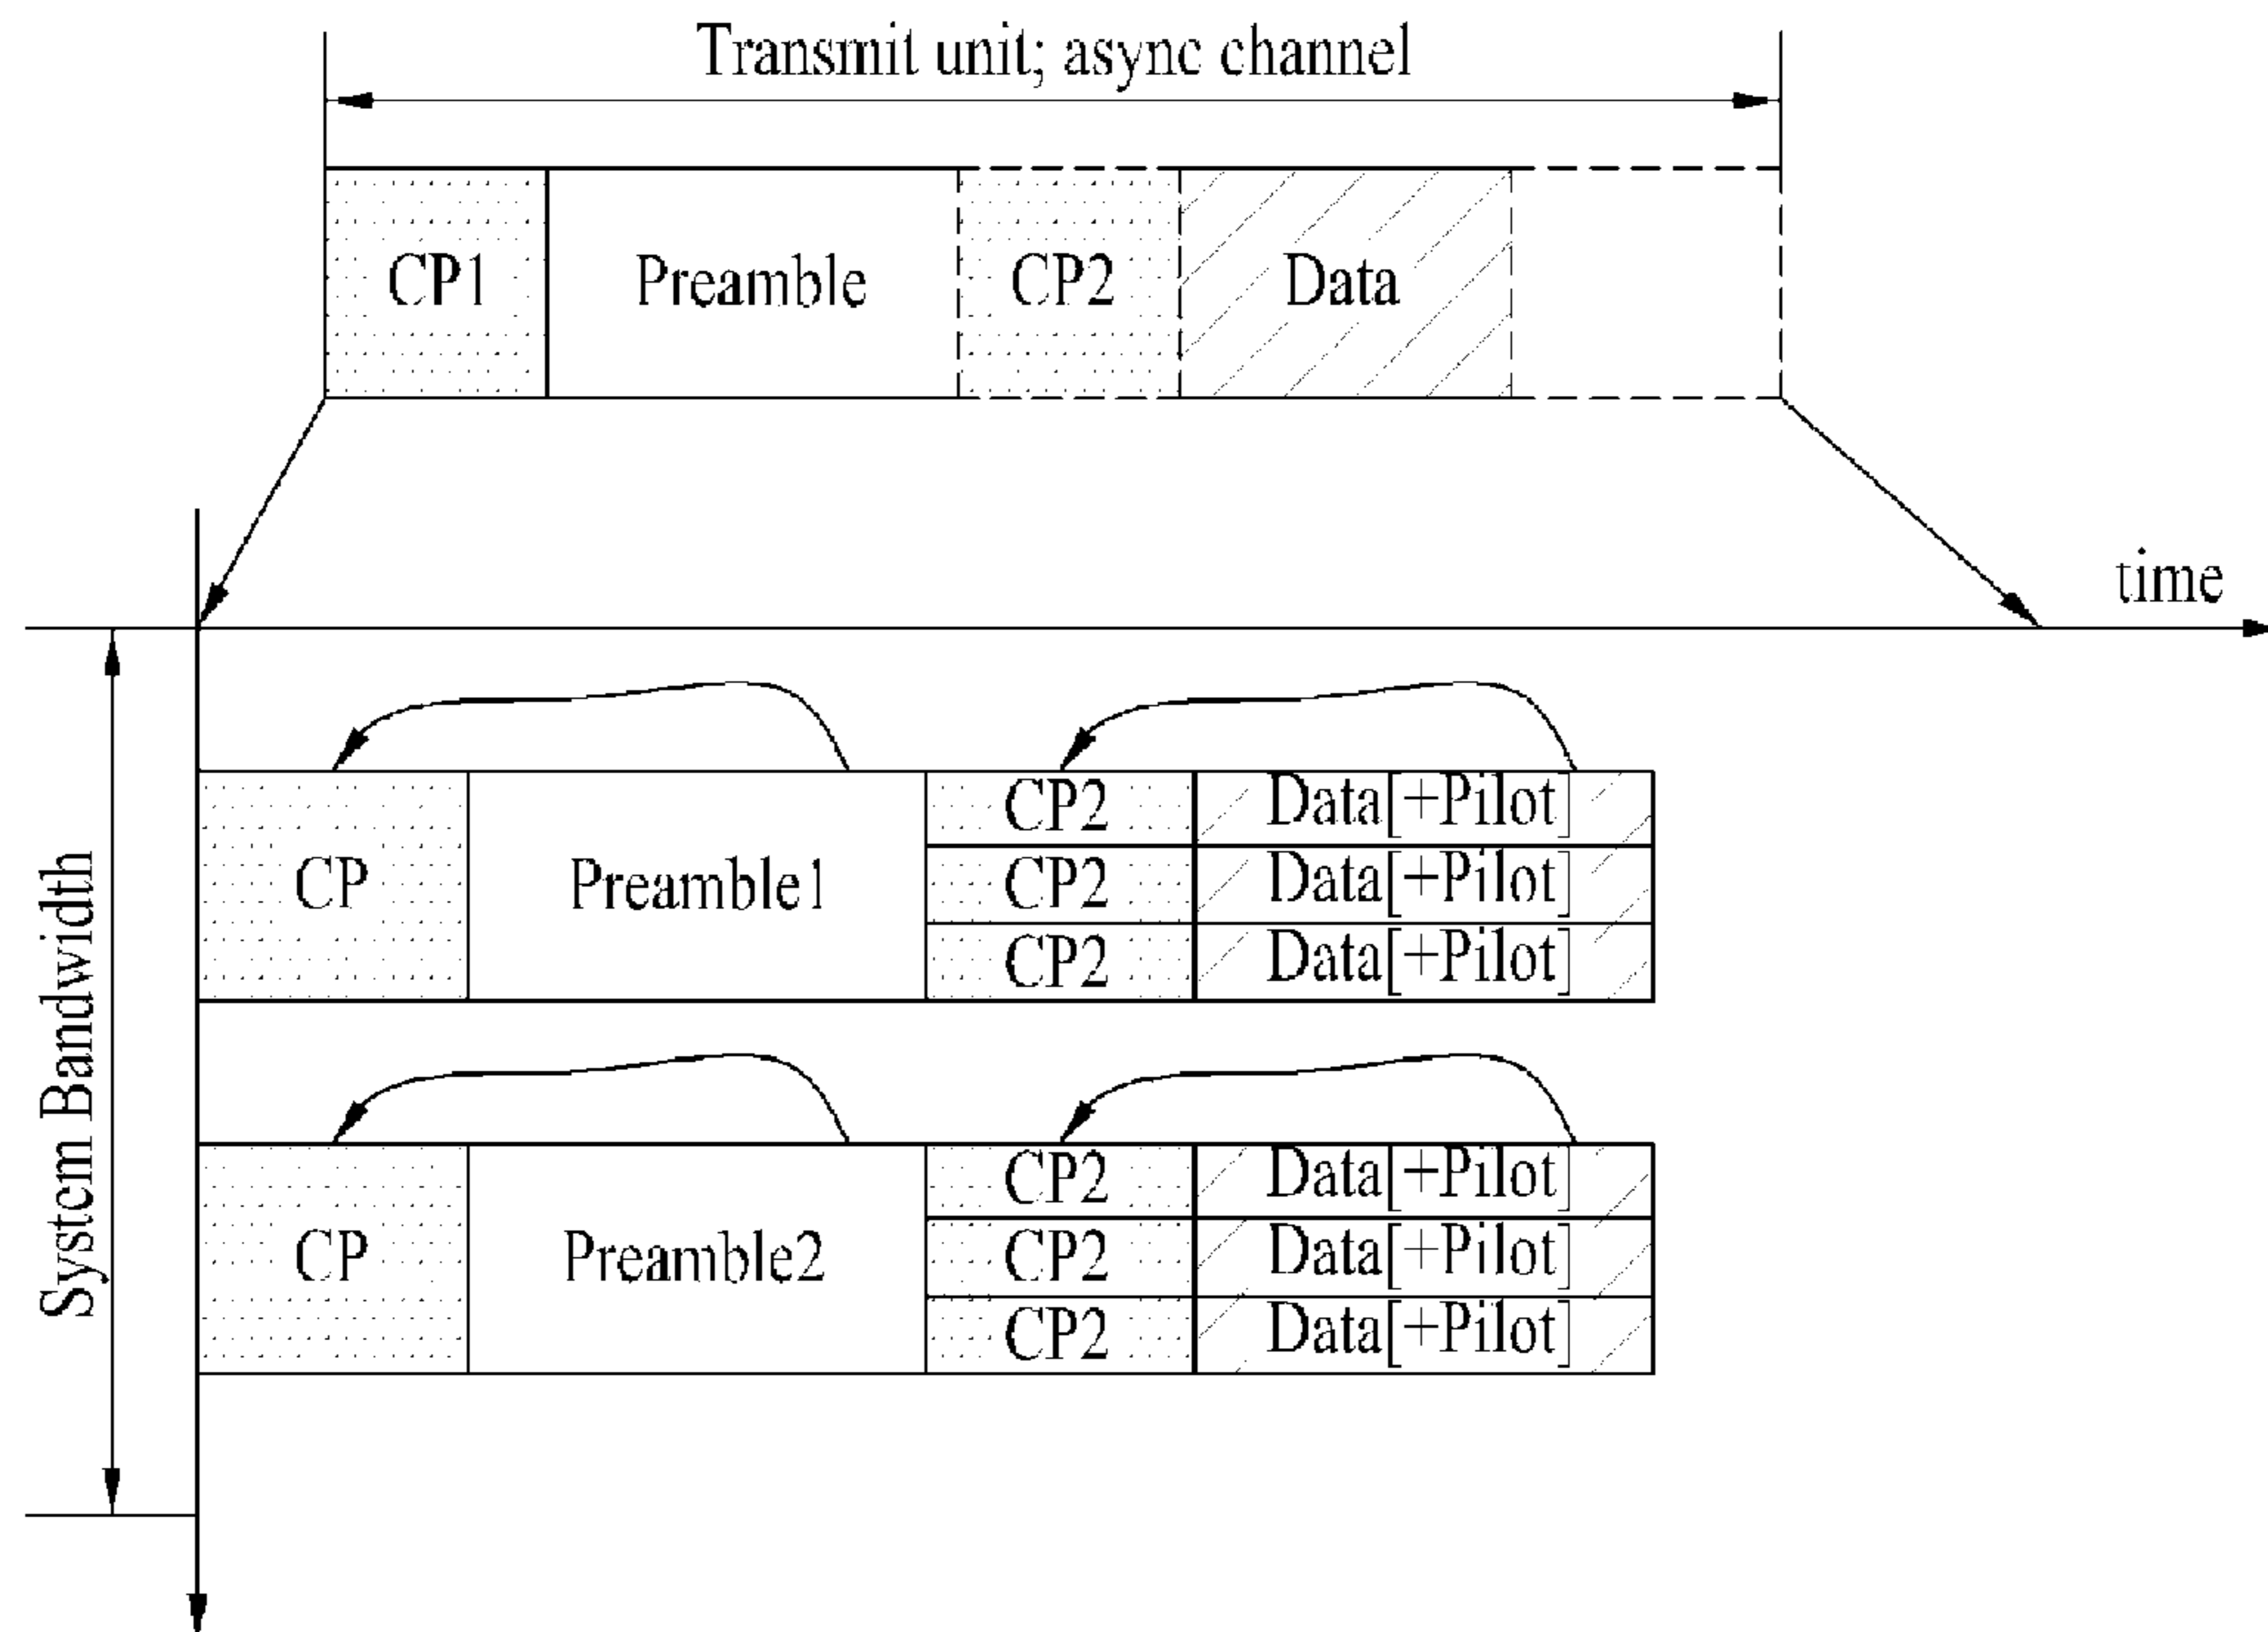 Transmit unit; async channel
CP1 Preamble CP2 Data
time
System Bandwidth
CP Preamble1 CP2 Data[+Pilot]
CP2 Data[+Pilot]
CP2 Data[+Pilot]
CP Preamble2 CP2 Data[+Pilot]
CP2 Data[+Pilot]
CP2 Data[+Pilot]